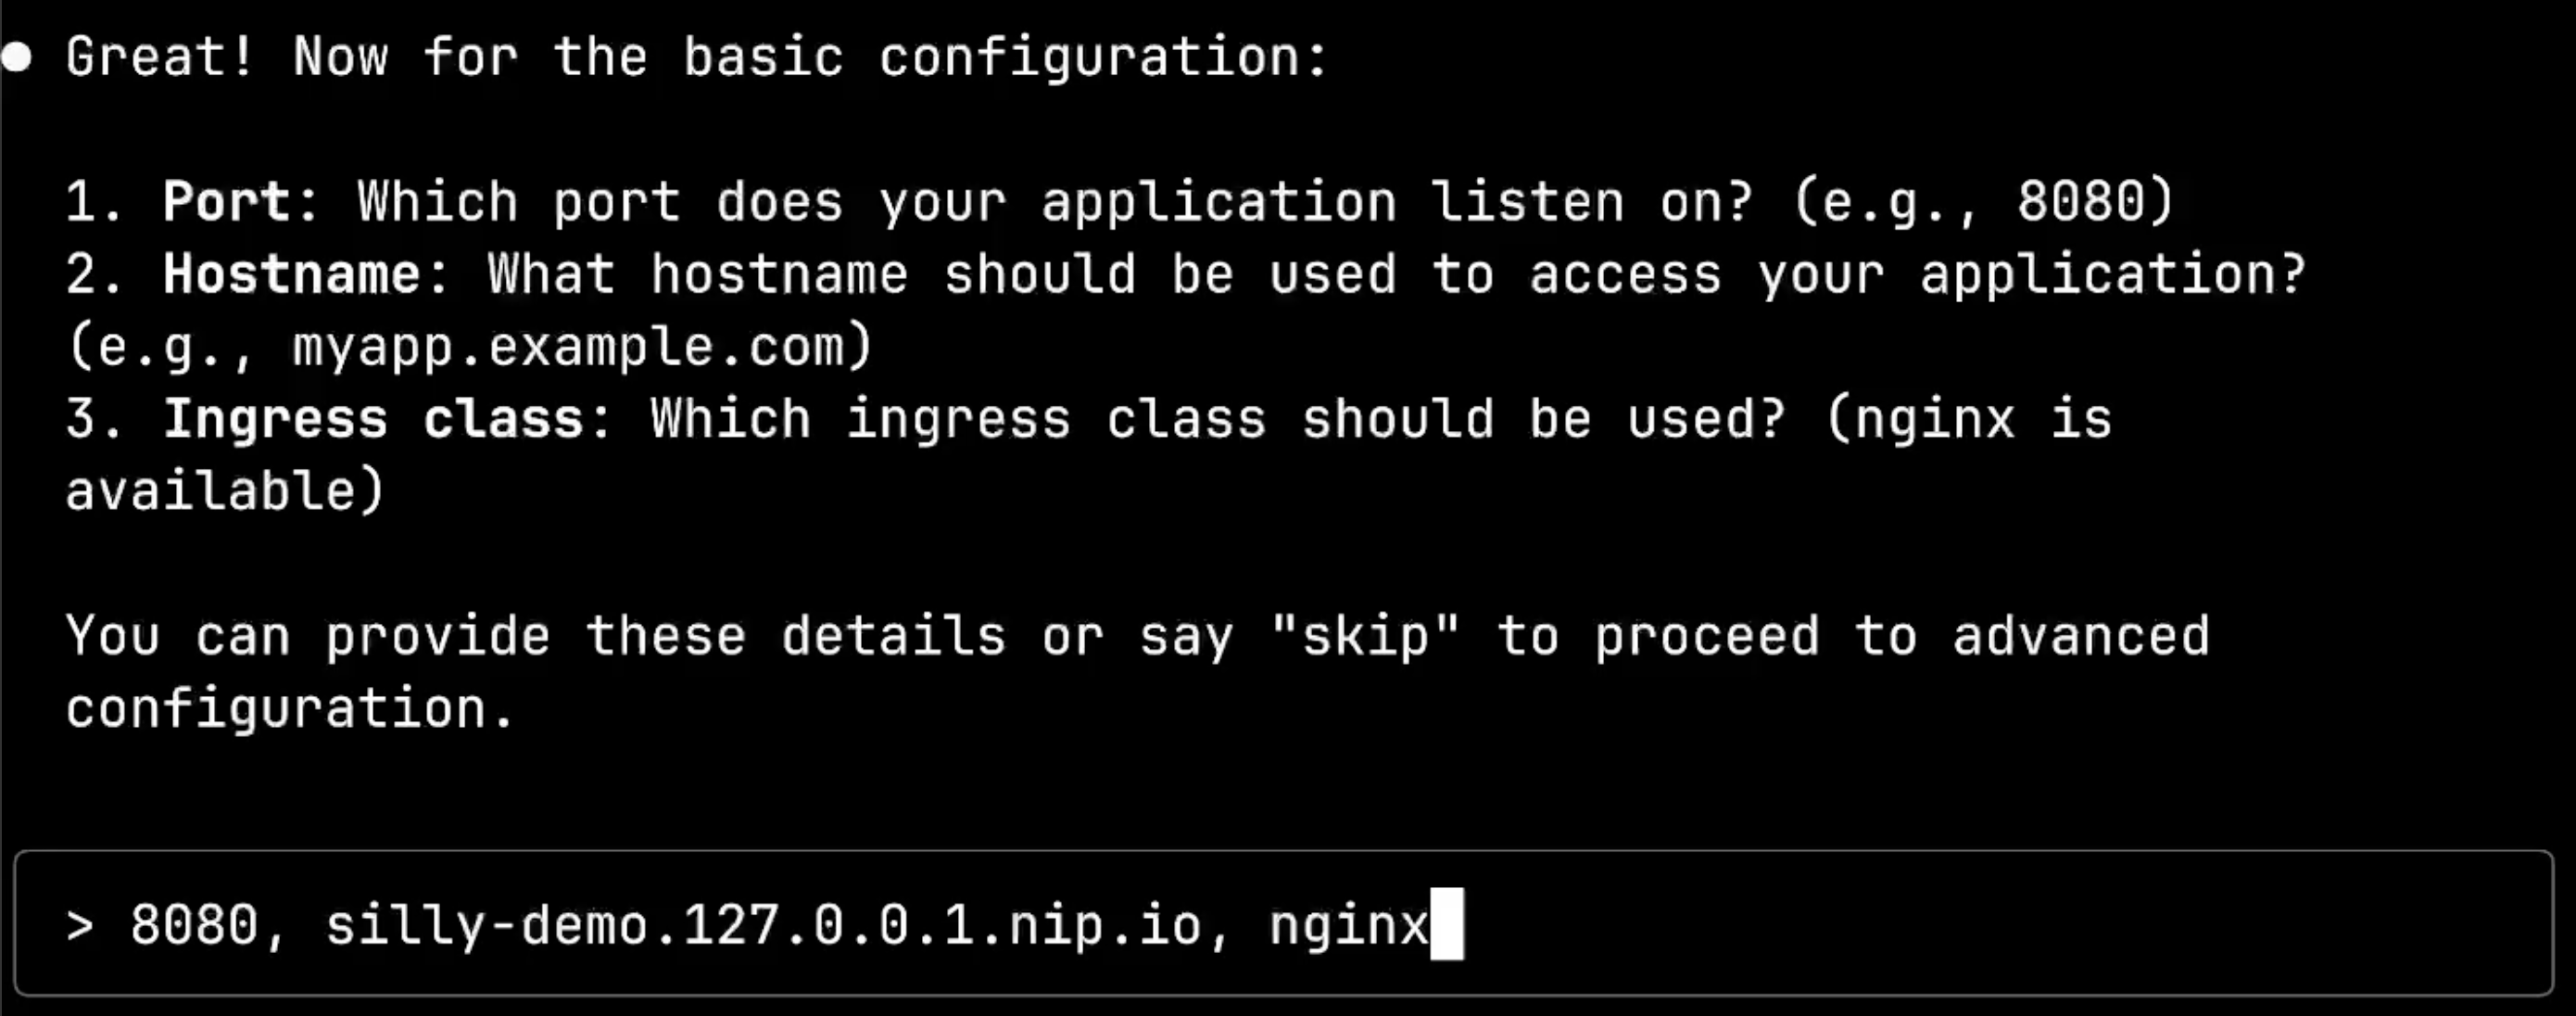 ● Great! Now for the basic configuration:
1. Port: Which port does your application listen on? (e.g., 8080)
2. Hostname: What hostname should be used to access your application?
(e.g., myapp.example.com)
3. Ingress class: Which ingress class should be used? (nginx is
available)
You can provide these details or say "skip" to proceed to advanced
configuration.
> 8080, silly-demo.127.0.0.1.nip.io, nginx